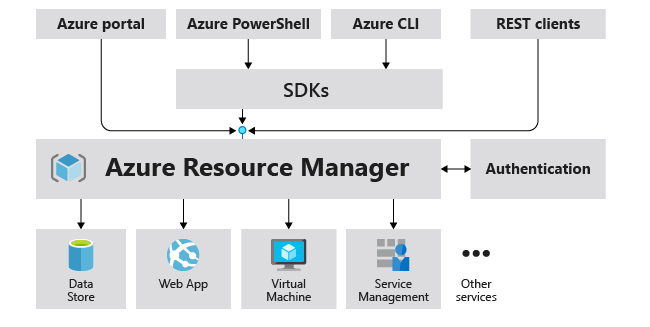 Azure portal
Azure PowerShell
Azure CLI
REST clients
SDKs
Azure Resource Manager
Authentication
Data
Store
Web App
Virtual
Machine
Service
Management
Other
services